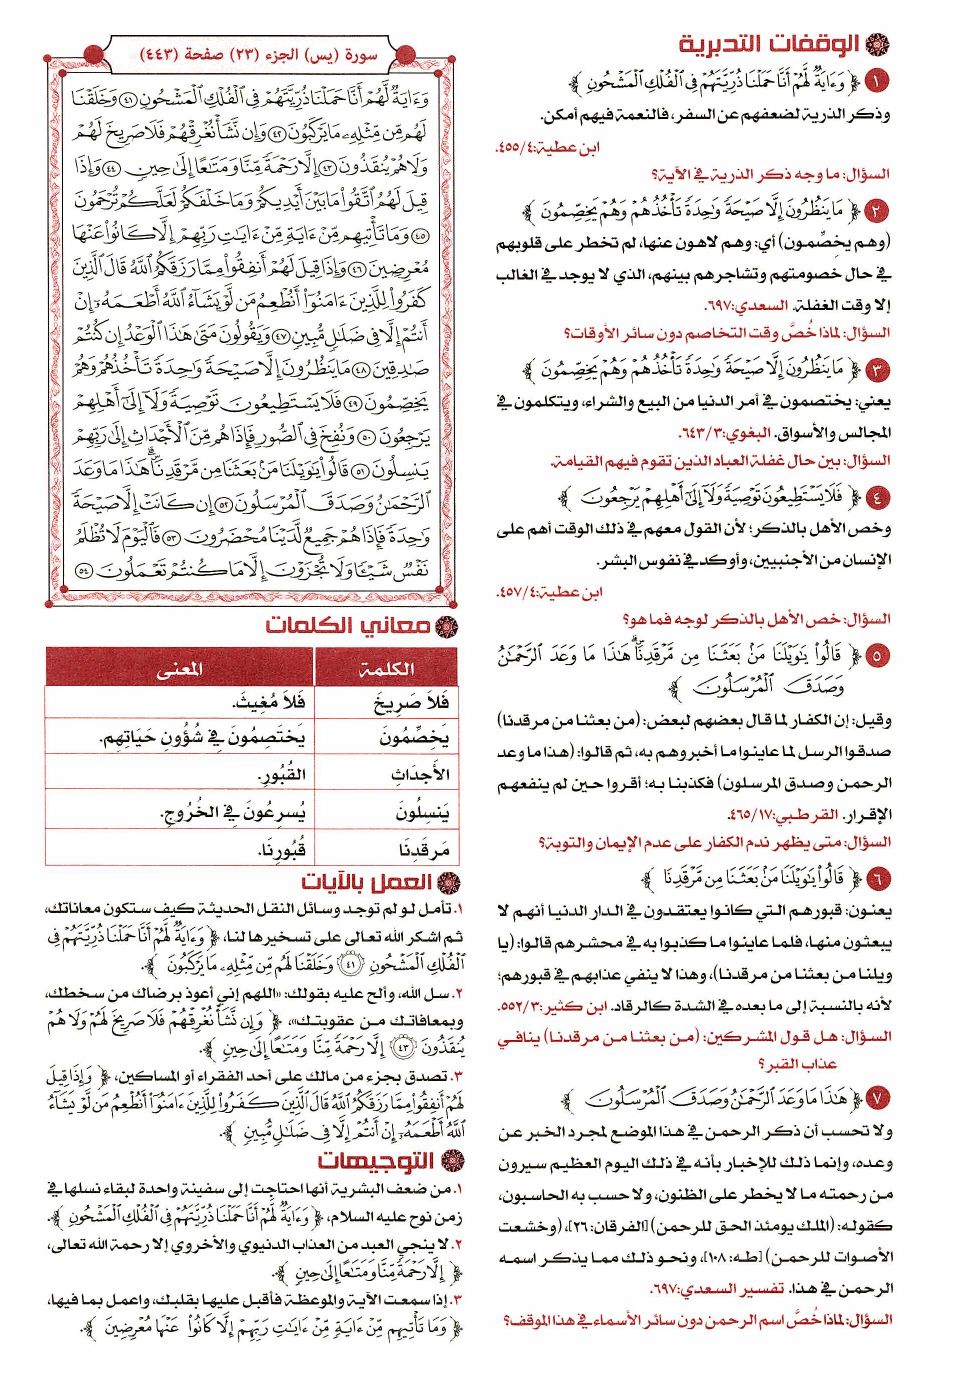 الوقفات التدبرية
١ ﴿ وَءَايَةٌ لَّهُمْ أَنَّا حَمَلْنَا ذُرِّيَّتَهُمْ فِى الْفُلْكِ الْمَشْحُونِ ﴾
وذكر الذرية لضعفهم عن السفر، فالنعمة فيهم أمكن.
ابن عطية:٤/٤٥٥.
السؤال: ما وجه ذكر الذرية في الآية؟
٢ ﴿ مَا يَنظُرُونَ إِلَّا صَيْحَةً وَٰحِدَةً تَأْخُذُهُمْ وَهُمْ يَخِصِّمُونَ ﴾
(وهم يخصِّمون) أي: وهم لاهون عنها، لم تخطر على قلوبهم
في حال خصومتهم وتشاجرهم بينهم، الذي لا يوجد في الغالب
إلا وقت الغفلة. السعدي:٦٩٧.
السؤال: لماذا خُصَّ وقت التخاصم دون سائر الأوقات؟
٣ ﴿ مَا يَنظُرُونَ إِلَّا صَيْحَةً وَٰحِدَةً تَأْخُذُهُمْ وَهُمْ يَخِصِّمُونَ ﴾
يعني: يختصمون في أمر الدنيا من البيع والشراء، ويتكلمون في
المجالس والأسواق. البغوي:٣/٦٤٣.
السؤال: بين حال غفلة العباد الذين تقوم فيهم القيامة.
٤ ﴿ فَلَا يَسْتَطِيعُونَ تَوْصِيَةً وَلَآ إِلَىٰٓ أَهْلِهِمْ يَرْجِعُونَ ﴾
وخص الأهل بالذكر؛ لأن القول معهم في ذلك الوقت أهم على
الإنسان من الأجنبيين، وأوكد في نفوس البشر.
ابن عطية:٤/٤٥٧.
السؤال: خص الأهل بالذكر لوجه فما هو؟
٥ ﴿ قَالُوا۟ يَٰوَيْلَنَا مَنۢ بَعَثَنَا مِن مَّرْقَدِنَا ۜ هَٰذَا مَا وَعَدَ الرَّحْمَٰنُ
وَصَدَقَ الْمُرْسَلُونَ ﴾
وقيل: إن الكفار لما قال بعضهم لبعض: (من بعثنا من مرقدنا)
صدقوا الرسل لما عاينوا ما أخبروهم به، ثم قالوا: (هذا ما وعد
الرحمن وصدق المرسلون) فكذبنا به؛ أقروا حين لم ينفعهم
الإقرار. القرطبي:١٧/٤٦٥.
السؤال: متى يظهر ندم الكفار على عدم الإيمان والتوبة؟
٦ ﴿ قَالُوا۟ يَٰوَيْلَنَا مَنۢ بَعَثَنَا مِن مَّرْقَدِنَا ﴾
يعنون: قبورهم التي كانوا يعتقدون في الدار الدنيا أنهم لا
يبعثون منها، فلما عاينوا ما كذبوا به في محشرهم قالوا: (يا
ويلنا من بعثنا من مرقدنا)، وهذا لا ينفي عذابهم في قبورهم؛
لأنه بالنسبة إلى ما بعده في الشدة كالرقاد. ابن كثير:٣/٥٥٢.
السؤال: هل قول المشركين: (من بعثنا من مرقدنا) ينافي
عذاب القبر؟
٧ ﴿ هَٰذَا مَا وَعَدَ الرَّحْمَٰنُ وَصَدَقَ الْمُرْسَلُونَ ﴾
ولا تحسب أن ذكر الرحمن في هذا الموضع لمجرد الخبر عن
وعده، وإنما ذلك للإخبار بأنه في ذلك اليوم العظيم سيرون
من رحمته ما لا يخطر على الظنون، ولا حسب به الحاسبون،
كقوله: (الملك يومئذ الحق للرحمن) [الفرقان: ٢٦]، (وخشعت
الأصوات للرحمن) [طه: ١٠٨]، ونحو ذلك مما يذكر اسمه
الرحمن في هذا. تفسير السعدي:٦٩٧.
السؤال: لماذا خُصَّ اسم الرحمن دون سائر الأسماء في هذا الموقف؟
سورة (يس) الجزء (٢٣) صفحة (٤٤٣)
وَءَايَةٌ لَّهُمْ أَنَّا حَمَلْنَا ذُرِّيَّتَهُمْ فِى الْفُلْكِ الْمَشْحُونِ ٤١ وَخَلَقْنَا
لَهُم مِّن مِّثْلِهِۦ مَا يَرْكَبُونَ ٤٢ وَإِن نَّشَأْ نُغْرِقْهُمْ فَلَا صَرِيخَ لَهُمْ
وَلَا هُمْ يُنقَذُونَ ٤٣ إِلَّا رَحْمَةً مِّنَّا وَمَتَٰعًا إِلَىٰ حِينٍ ٤٤ وَإِذَا
قِيلَ لَهُمُ اتَّقُوا۟ مَا بَيْنَ أَيْدِيكُمْ وَمَا خَلْفَكُمْ لَعَلَّكُمْ تُرْحَمُونَ
٤٥ وَمَا تَأْتِيهِم مِّنْ ءَايَةٍ مِّنْ ءَايَٰتِ رَبِّهِمْ إِلَّا كَانُوا۟ عَنْهَا
مُعْرِضِينَ ٤٦ وَإِذَا قِيلَ لَهُمْ أَنفِقُوا۟ مِمَّا رَزَقَكُمُ اللَّهُ قَالَ الَّذِينَ
كَفَرُوا۟ لِلَّذِينَ ءَامَنُوٓا۟ أَنُطْعِمُ مَن لَّوْ يَشَآءُ اللَّهُ أَطْعَمَهُۥٓ إِنْ
أَنتُمْ إِلَّا فِى ضَلَٰلٍ مُّبِينٍ ٤٧ وَيَقُولُونَ مَتَىٰ هَٰذَا الْوَعْدُ إِن كُنتُمْ
صَٰدِقِينَ ٤٨ مَا يَنظُرُونَ إِلَّا صَيْحَةً وَٰحِدَةً تَأْخُذُهُمْ وَهُمْ
يَخِصِّمُونَ ٤٩ فَلَا يَسْتَطِيعُونَ تَوْصِيَةً وَلَآ إِلَىٰٓ أَهْلِهِمْ
يَرْجِعُونَ ٥٠ وَنُفِخَ فِى الصُّورِ فَإِذَا هُم مِّنَ الْأَجْدَاثِ إِلَىٰ رَبِّهِمْ
يَنسِلُونَ ٥١ قَالُوا۟ يَٰوَيْلَنَا مَنۢ بَعَثَنَا مِن مَّرْقَدِنَا ۜ هَٰذَا مَا وَعَدَ
الرَّحْمَٰنُ وَصَدَقَ الْمُرْسَلُونَ ٥٢ إِن كَانَتْ إِلَّا صَيْحَةً
وَٰحِدَةً فَإِذَا هُمْ جَمِيعٌ لَّدَيْنَا مُحْضَرُونَ ٥٣ فَالْيَوْمَ لَا تُظْلَمُ
نَفْسٌ شَيْـًٔا وَلَا تُجْزَوْنَ إِلَّا مَا كُنتُمْ تَعْمَلُونَ ٥٤
معاني الكلمات
الكلمة المعنى
فَلاَ صَرِيخَ فَلاَ مُغِيثَ.
يَخِصِّمُونَ يَختَصِمُونَ فِي شُؤُونِ حَيَاتِهِم.
الأَجدَاثِ القُبُورِ.
يَنسِلُونَ يُسرِعُونَ فِي الخُرُوجِ.
مَرقَدِنَا قُبُورِنَا.
العمل بالآيات
١. تأمل لو لم توجد وسائل النقل الحديثة كيف ستكون معاناتك،
ثم اشكر الله تعالى على تسخيرها لنا، ﴿ وَءَايَةٌ لَّهُمْ أَنَّا حَمَلْنَا ذُرِّيَّتَهُمْ فِى
الْفُلْكِ الْمَشْحُونِ ٤١ وَخَلَقْنَا لَهُم مِّن مِّثْلِهِۦ مَا يَرْكَبُونَ ﴾.
٢. سل الله، وألح عليه بقولك: «اللهم إني أعوذ برضاك من سخطك،
وبمعافاتك من عقوبتك»، ﴿ وَإِن نَّشَأْ نُغْرِقْهُمْ فَلَا صَرِيخَ لَهُمْ وَلَا هُمْ
يُنقَذُونَ ٤٣ إِلَّا رَحْمَةً مِّنَّا وَمَتَٰعًا إِلَىٰ حِينٍ ﴾.
٣. تصدق بجزء من مالك على أحد الفقراء أو المساكين، ﴿ وَإِذَا قِيلَ
لَهُمْ أَنفِقُوا۟ مِمَّا رَزَقَكُمُ اللَّهُ قَالَ الَّذِينَ كَفَرُوا۟ لِلَّذِينَ ءَامَنُوٓا۟ أَنُطْعِمُ مَن لَّوْ يَشَآءُ
اللَّهُ أَطْعَمَهُۥٓ إِنْ أَنتُمْ إِلَّا فِى ضَلَٰلٍ مُّبِينٍ ﴾.
التوجيهات
١. من ضعف البشرية أنها احتاجت إلى سفينة واحدة لبقاء نسلها في
زمن نوح عليه السلام، ﴿ وَءَايَةٌ لَّهُمْ أَنَّا حَمَلْنَا ذُرِّيَّتَهُمْ فِى الْفُلْكِ الْمَشْحُونِ ﴾.
٢. لا ينجي العبد من العذاب الدنيوي والأخروي إلا رحمة الله تعالى،
﴿ إِلَّا رَحْمَةً مِّنَّا وَمَتَٰعًا إِلَىٰ حِينٍ ﴾.
٣. إذا سمعت الآية والموعظة فأقبل عليها بقلبك، واعمل بما فيها،
﴿ وَمَا تَأْتِيهِم مِّنْ ءَايَةٍ مِّنْ ءَايَٰتِ رَبِّهِمْ إِلَّا كَانُوا۟ عَنْهَا مُعْرِضِينَ ﴾.